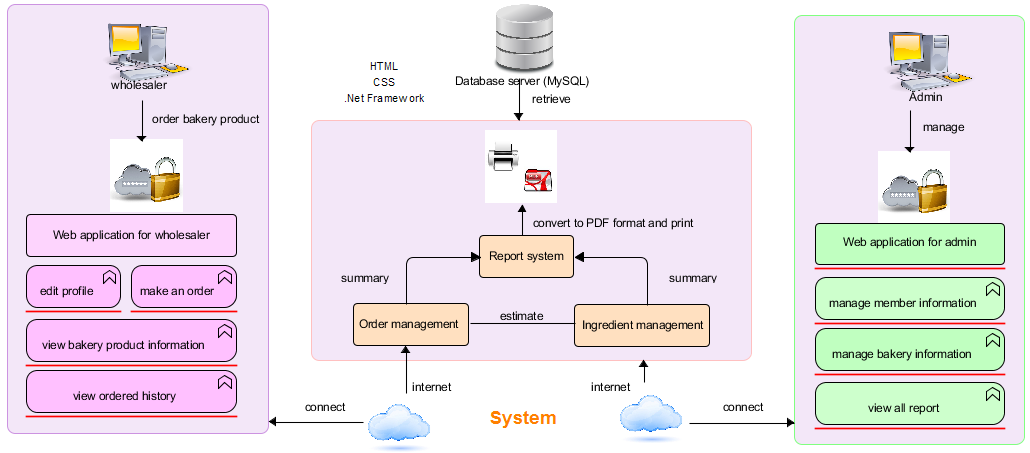 wholesaler
order bakery product
******
Web application for wholesaler
edit profile
make an order
view bakery product information
view ordered history
HTML
CSS
.Net Framework
Database server (MySQL)
retrieve
convert to PDF format and print
Report system
summary
summary
Order management
estimate
Ingredient management
internet
internet
connect
System
connect
Admin
manage
******
Web application for admin
manage member information
manage bakery information
view all report